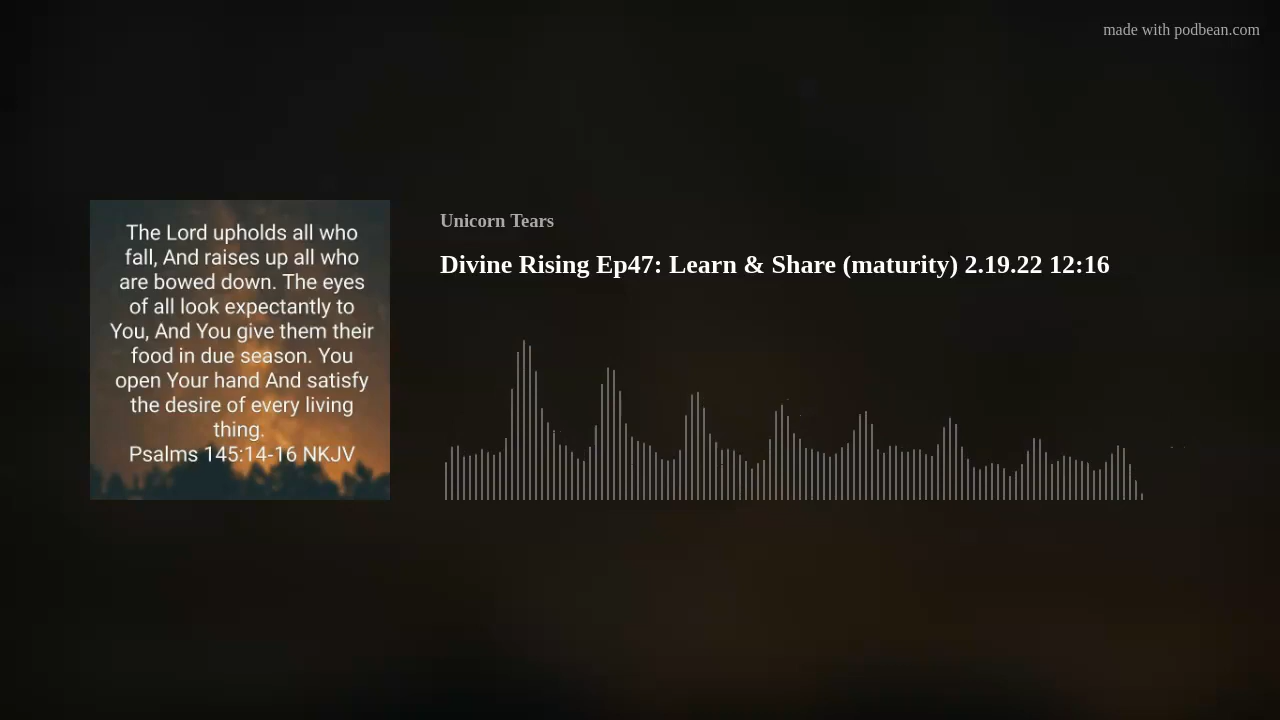 made with podbean.com
The Lord upholds all who
fall, And raises up all who
are bowed down. The eyes
of all look expectantly to
You, And You give them their
food in due season. You
open Your hand And satisfy
the desire of every living
thing.
Psalms 145:14-16 NKJV
Unicorn Tears
Divine Rising Ep47: Learn & Share (maturity) 2.19.22 12:16